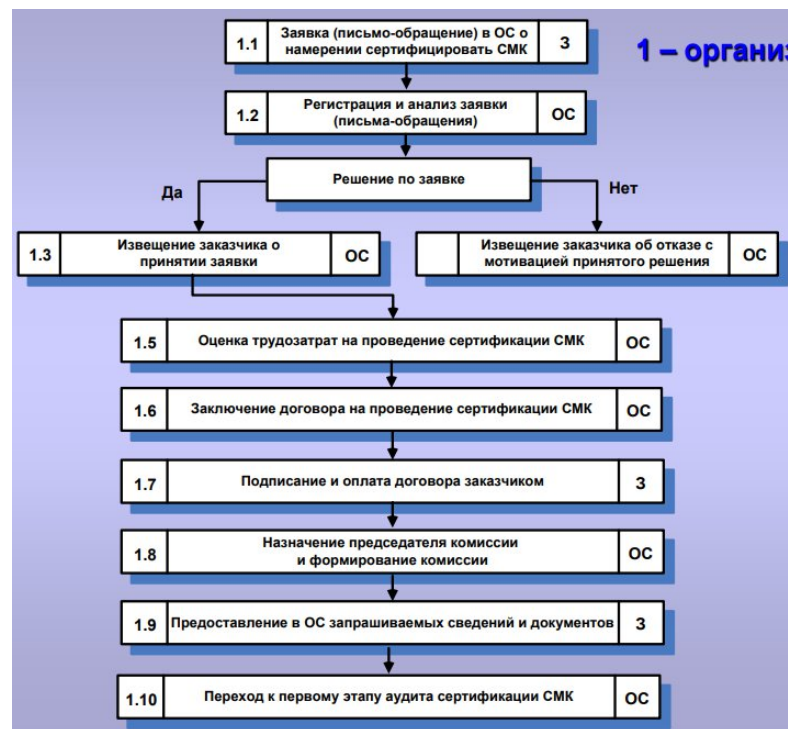 1.1
Заявка (письмо-обращение) в ОС о
намерении сертифицировать СМК
З
1 – организ
1.2
Регистрация и анализ заявки
(письма-обращения)
ОС
Решение по заявке
Да
Нет
1.3
Извещение заказчика о
принятии заявки
ОС
Извещение заказчика об отказе с
мотивацией принятого решения
ОС
1.5
Оценка трудозатрат на проведение сертификации СМК
ОС
1.6
Заключение договора на проведение сертификации СМК
ОС
1.7
Подписание и оплата договора заказчиком
З
1.8
Назначение председателя комиссии
и формирование комиссии
ОС
1.9
Предоставление в ОС запрашиваемых сведений и документов
З
1.10
Переход к первому этапу аудита сертификации СМК
ОС